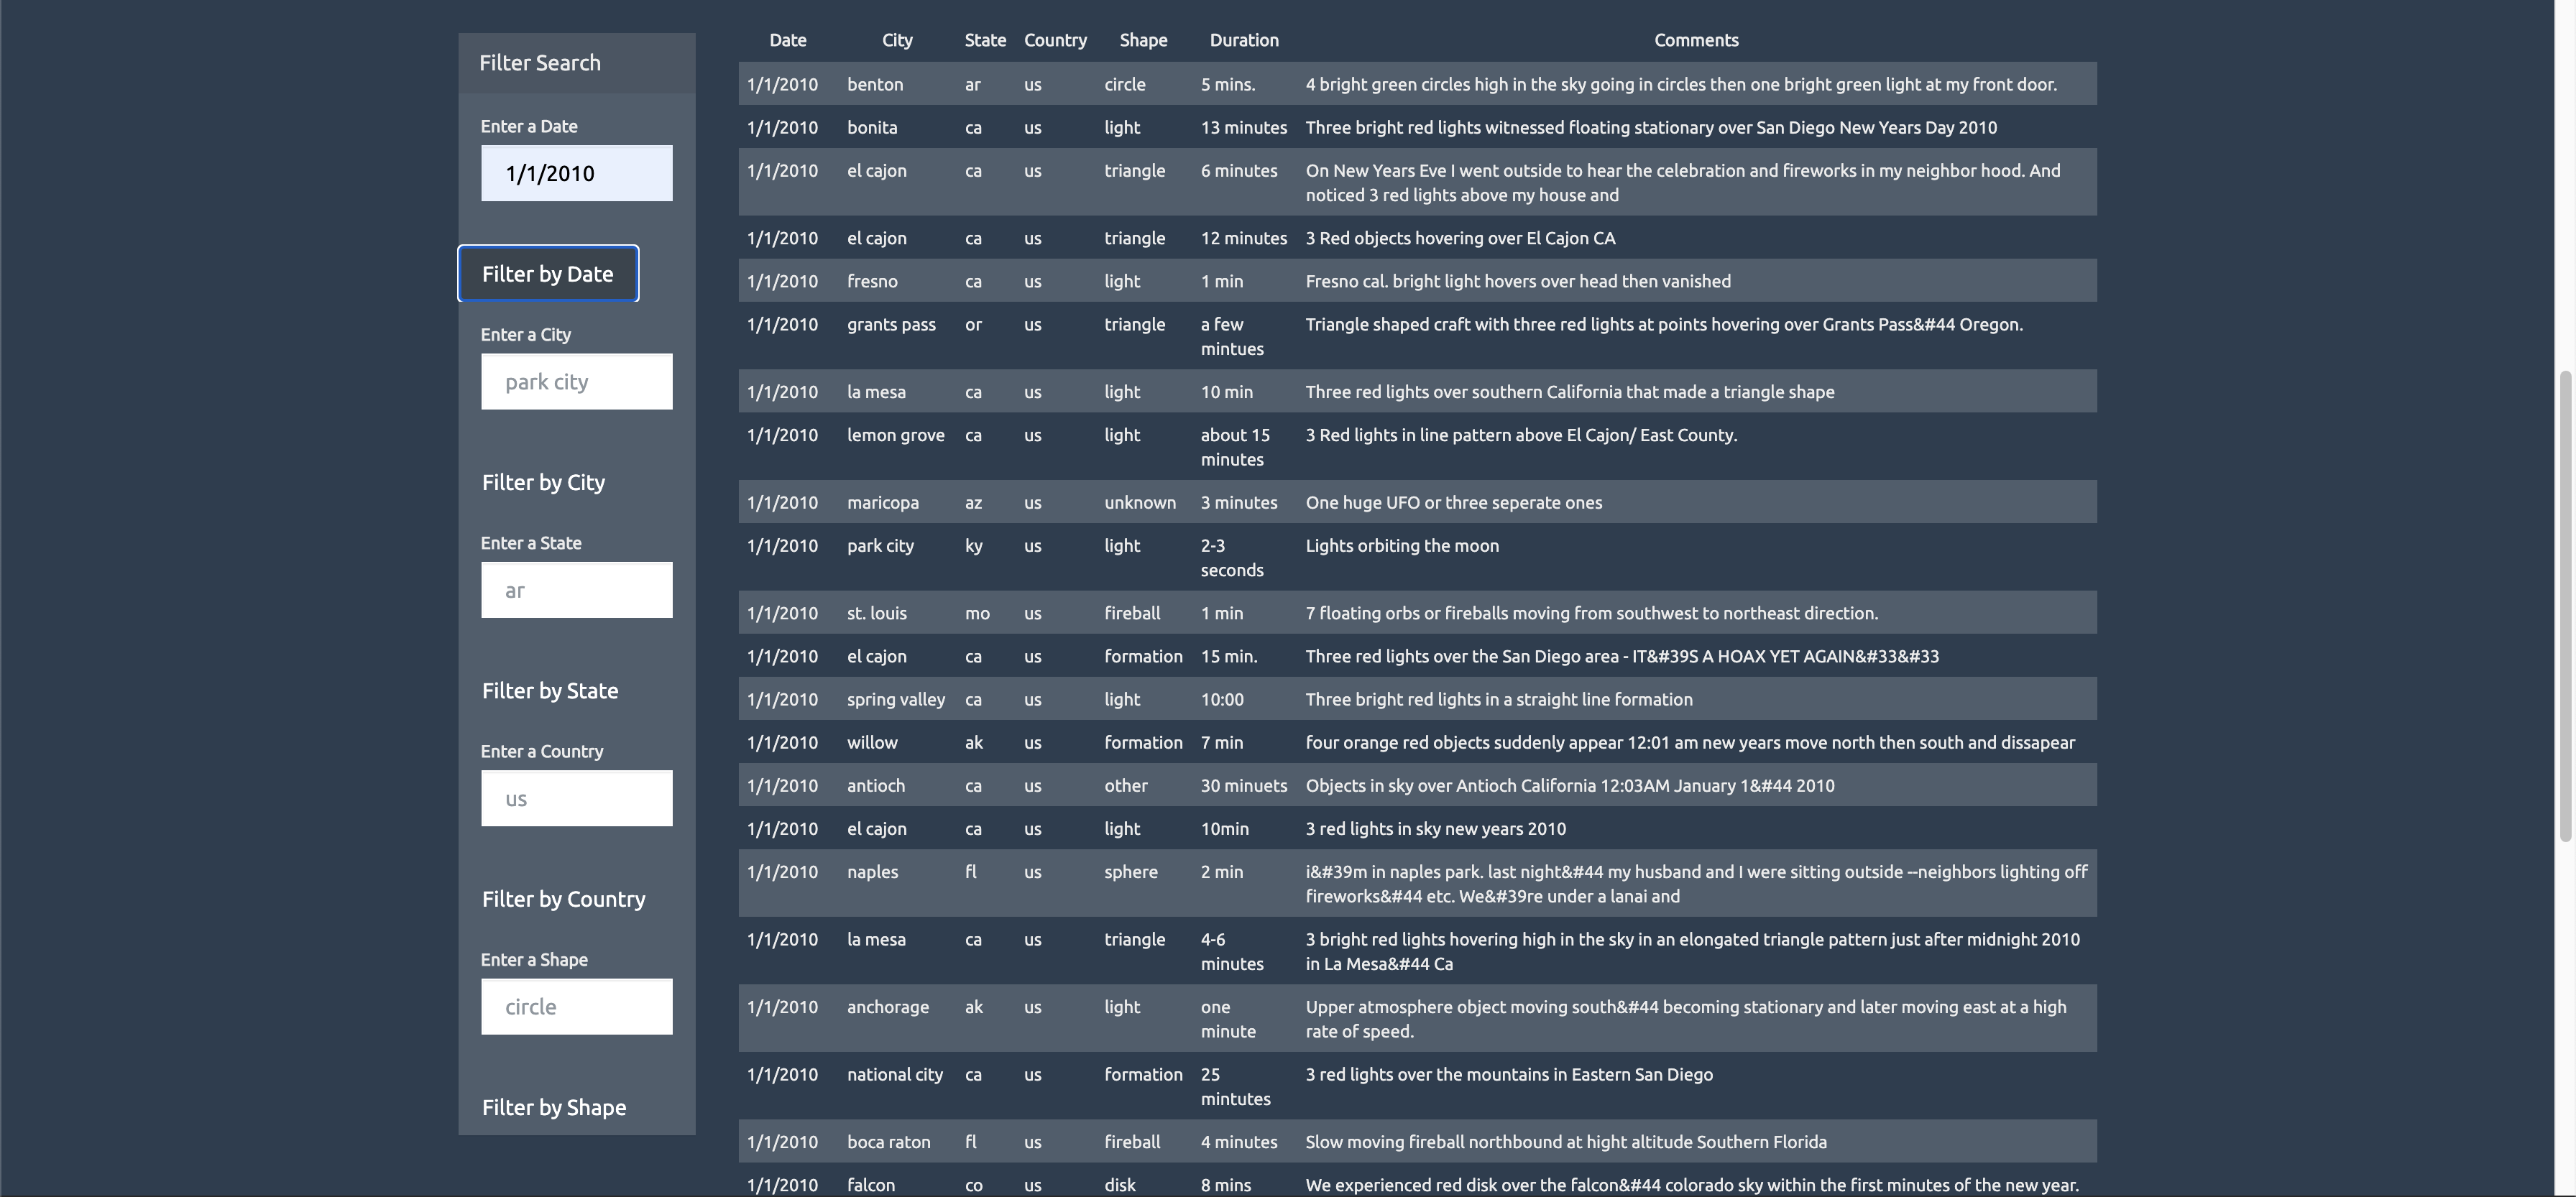 Filter Search
Enter a Date
1/1/2010
Filter by Date
Enter a City
park city
Filter by City
Enter a State
ar
Filter by State
Enter a Country
us
Filter by Country
Enter a Shape
circle
Filter by Shape
Date City State Country Shape Duration Comments
1/1/2010 benton ar us circle 5 mins. 4 bright green circles high in the sky going in circles then one bright green light at my front door.
1/1/2010 bonita ca us light 13 minutes Three bright red lights witnessed floating stationary over San Diego New Years Day 2010
1/1/2010 el cajon ca us triangle 6 minutes On New Years Eve I went outside to hear the celebration and fireworks in my neighbor hood. And
noticed 3 red lights above my house and
1/1/2010 el cajon ca us triangle 12 minutes 3 Red objects hovering over El Cajon CA
1/1/2010 fresno ca us light 1 min Fresno cal. bright light hovers over head then vanished
1/1/2010 grants pass or us triangle a few Triangle shaped craft with three red lights at points hovering over Grants Pass&#44 Oregon.
mintues
1/1/2010 la mesa ca us light 10 min Three red lights over southern California that made a triangle shape
1/1/2010 lemon grove ca us light about 15 3 Red lights in line pattern above El Cajon/ East County.
minutes
1/1/2010 maricopa az us unknown 3 minutes One huge UFO or three seperate ones
1/1/2010 park city ky us light 2-3 Lights orbiting the moon
seconds
1/1/2010 st. louis mo us fireball 1 min 7 floating orbs or fireballs moving from southwest to northeast direction.
1/1/2010 el cajon ca us formation 15 min. Three red lights over the San Diego area - IT&#39S A HOAX YET AGAIN&#33&#33
1/1/2010 spring valley ca us light 10:00 Three bright red lights in a straight line formation
1/1/2010 willow ak us formation 7 min four orange red objects suddenly appear 12:01 am new years move north then south and dissapear
1/1/2010 antioch ca us other 30 minuets Objects in sky over Antioch California 12:03AM January 1&#44 2010
1/1/2010 el cajon ca us light 10min 3 red lights in sky new years 2010
1/1/2010 naples fl us sphere 2 min i&#39m in naples park. last night&#44 my husband and I were sitting outside --neighbors lighting off
fireworks&#44 etc. We&#39re under a lanai and
1/1/2010 la mesa ca us triangle 4-6 3 bright red lights hovering high in the sky in an elongated triangle pattern just after midnight 2010
minutes in La Mesa&#44 Ca
1/1/2010 anchorage ak us light one Upper atmosphere object moving south&#44 becoming stationary and later moving east at a high
minute rate of speed.
1/1/2010 national city ca us formation 25 3 red lights over the mountains in Eastern San Diego
mintutes
1/1/2010 boca raton fl us fireball 4 minutes Slow moving fireball northbound at hight altitude Southern Florida
1/1/2010 falcon co us disk 8 mins We experienced red disk over the falcon&#44 colorado sky within the first minutes of the new year.